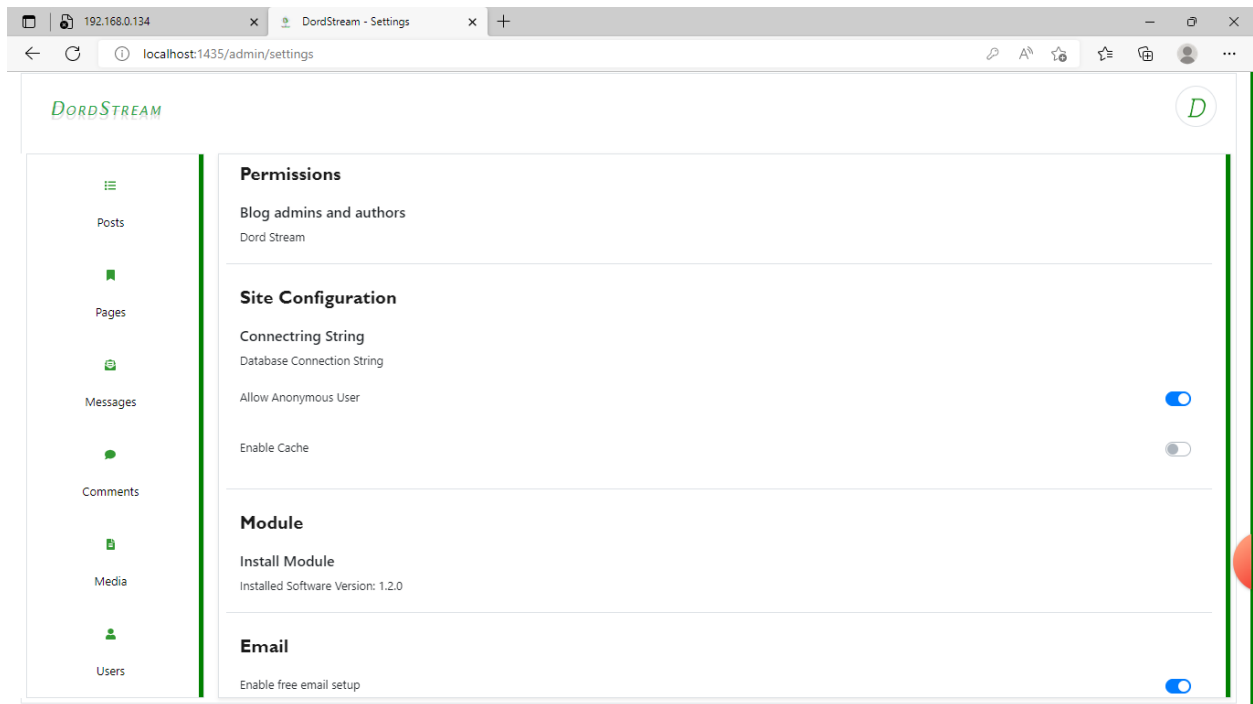 192.168.0.134
DordStream - Settings
localhost:1435/admin/settings
DORDSTREAM
D
Posts
Pages
Messages
Comments
Media
Users
Permissions
Blog admins and authors
Dord Stream
Site Configuration
Connectring String
Database Connection String
Allow Anonymous User
Enable Cache
Module
Install Module
Installed Software Version: 1.2.0
Email
Enable free email setup